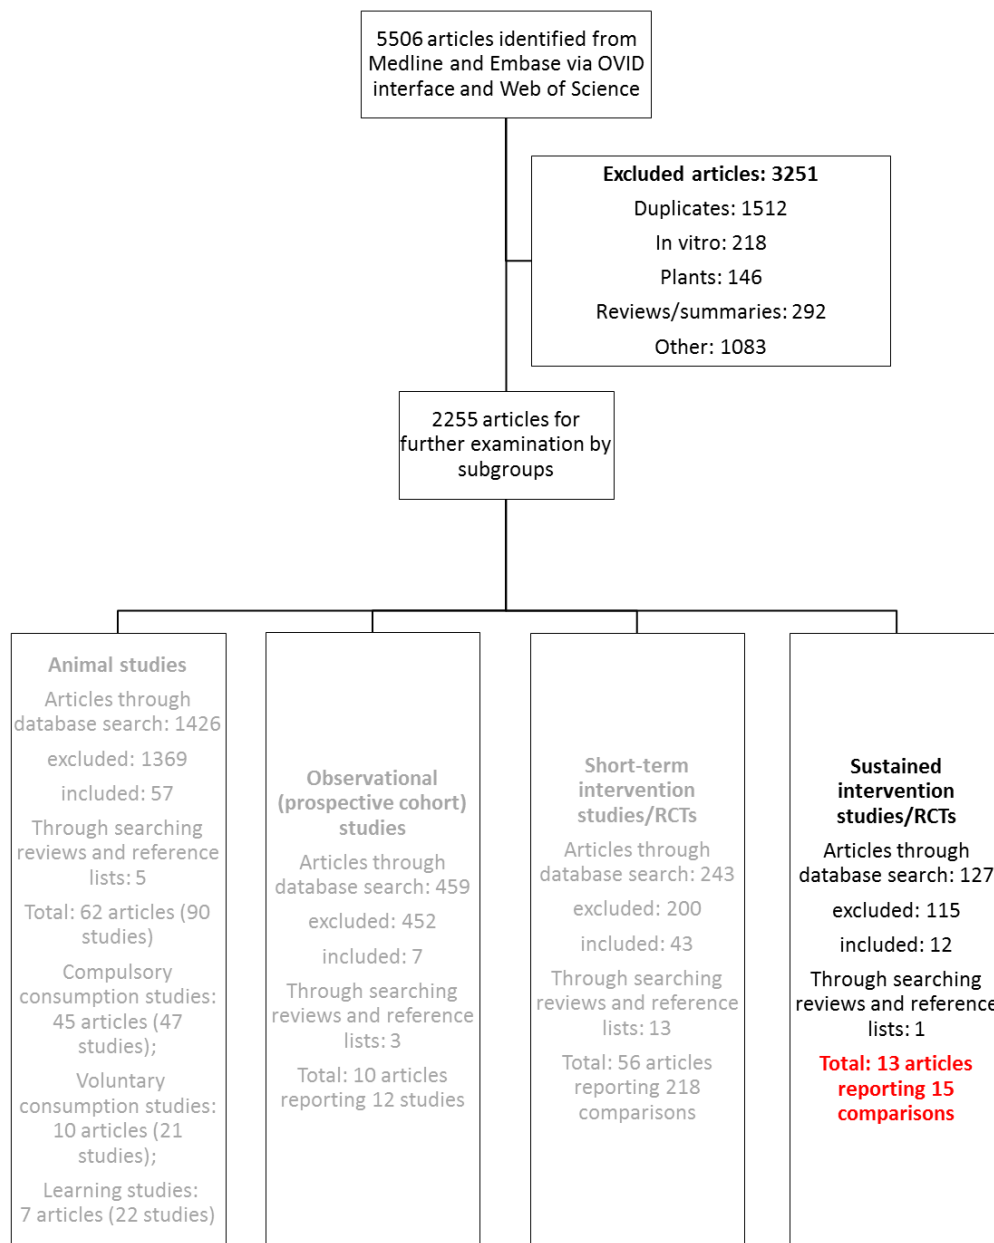 5506 articles identified from
Medline and Embase via OVID
interface and Web of Science
Excluded articles: 3251
Duplicates: 1512
In vitro: 218
Plants: 146
Reviews/summaries: 292
Other: 1083
2255 articles for
further examination by
subgroups
Animal studies
Articles through
database search: 1426
excluded: 1369
included: 57
Through searching
reviews and reference
lists: 5
Total: 62 articles (90
studies)
Compulsory
consumption studies:
45 articles (47
studies);
Voluntary
consumption studies:
10 articles (21
studies);
Learning studies:
7 articles (22 studies)
Observational
(prospective cohort)
studies
Articles through
database search: 459
excluded: 452
included: 7
Through searching
reviews and reference
lists: 3
Total: 10 articles
reporting 12 studies
Short-term
intervention
studies/RCTs
Articles through
database search: 243
excluded: 200
included: 43
Through searching
reviews and reference
lists: 13
Total: 56 articles
reporting 218
comparisons
Sustained
intervention
studies/RCTs
Articles through
database search: 127
excluded: 115
included: 12
Through searching
reviews and reference
lists: 1
Total: 13 articles
reporting 15
comparisons